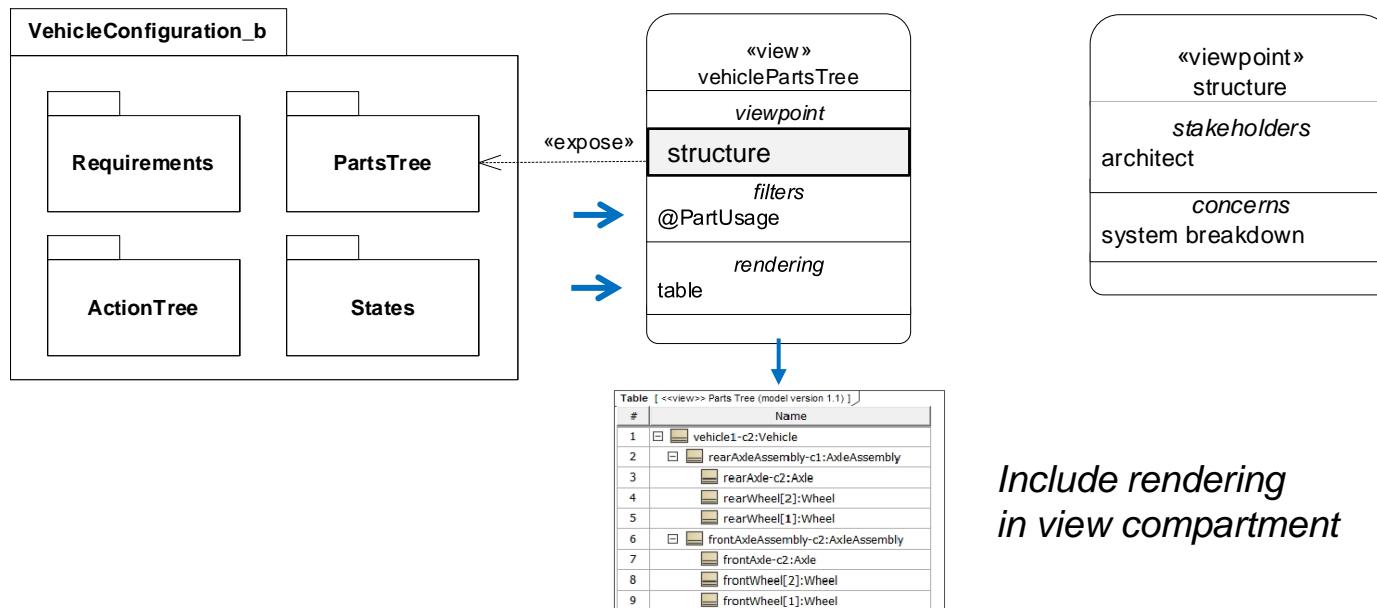 VehicleConfiguration_b
Requirements
PartsTree
ActionTree
States
«expose»
«view»
vehiclePartsTree
viewpoint
structure
filters
@PartUsage
rendering
table
«viewpoint»
structure
stakeholders
architect
concerns
system breakdown
Table [ <<view>> Parts Tree (model version 1.1) ]
# Name
1 vehicle1-c2:Vehicle
2 rearAxleAssembly-c1:AxleAssembly
3 rearAxle-c2:Axle
4 rearWheel[2]:Wheel
5 rearWheel[1]:Wheel
6 frontAxleAssembly-c2:AxleAssembly
7 frontAxle-c2:Axle
8 frontWheel[2]:Wheel
9 frontWheel[1]:Wheel
Include rendering
in view compartment